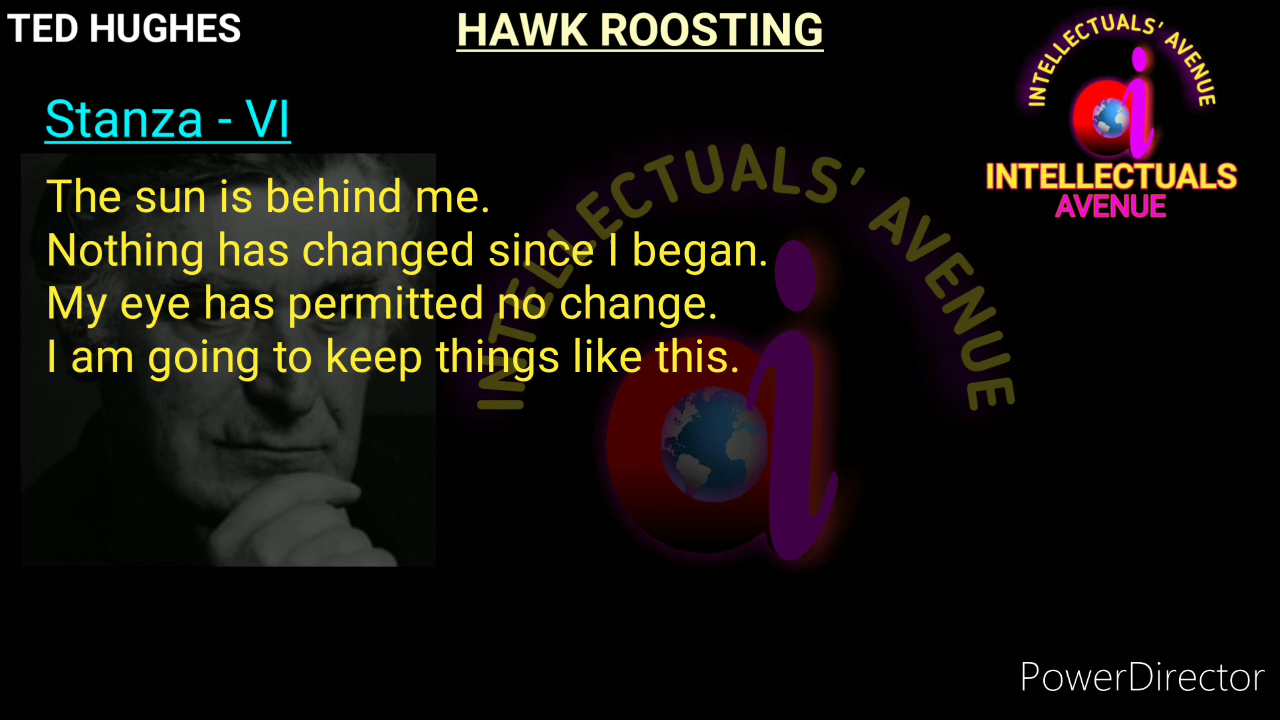 TED HUGHES
HAWK ROOSTING
INTELLECTUALS' AVENUE
INTELLECTUALS
AVENUE
Stanza - VI
The sun is behind me.
Nothing has changed since I began.
My eye has permitted no change.
I am going to keep things like this.
INTELLECTUALS' AVENUE
PowerDirector